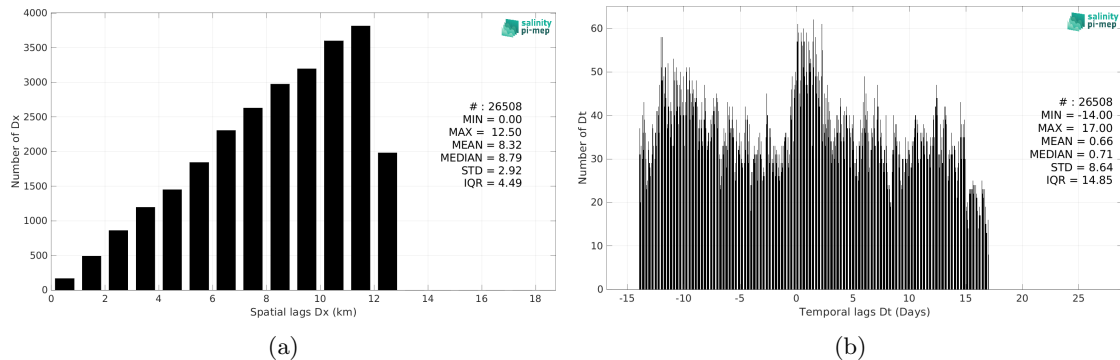 4000
3500
3000
2500
2000
1500
1000
500
0
Number of Dx
0
2
4
6
8
10
12
14
16
18
Spatial lags Dx (km)
salinity
pi-mep
# : 26508
MIN = 0.00
MAX = 12.50
MEAN = 8.32
MEDIAN = 8.79
STD = 2.92
IQR = 4.49
(a)
60
50
40
30
20
10
0
Number of Dt
-15
-10
-5
0
5
10
15
20
25
Temporal lags Dt (Days)
salinity
pi-mep
# : 26508
MIN = -14.00
MAX = 17.00
MEAN = 0.66
MEDIAN = 0.71
STD = 8.64
IQR = 14.85
(b)